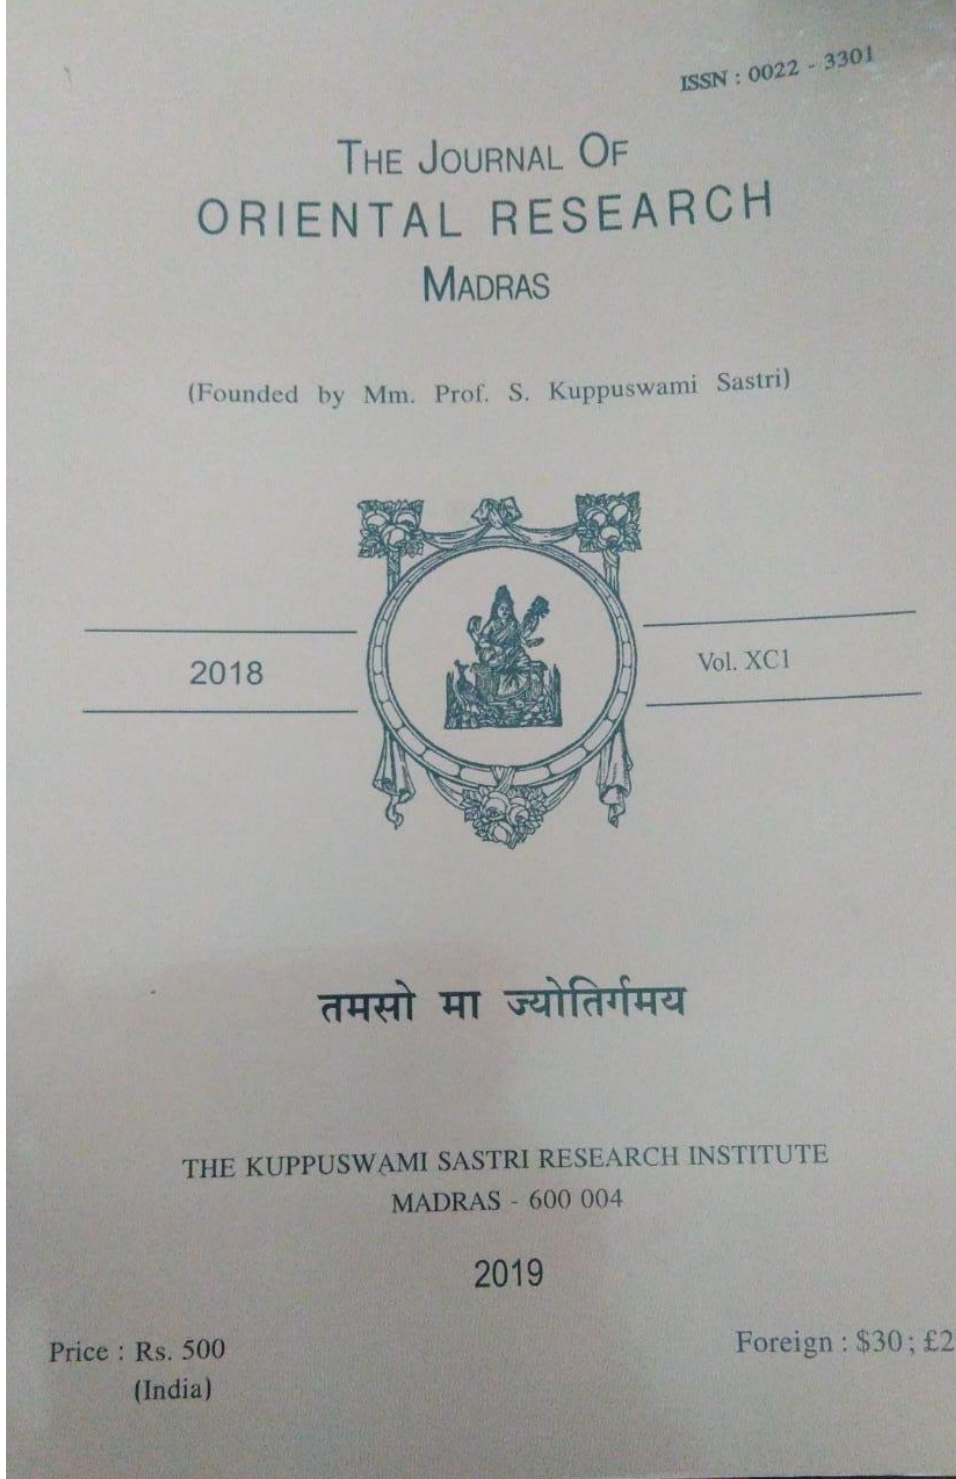 ISSN : 0022 - 3301
THE JOURNAL OF
ORIENTAL RESEARCH
MADRAS
(Founded by Mm. Prof. S. Kuppuswami Sastri)
2018
Vol. XC1
तमसो मा ज्योतिर्गमय
THE KUPPUSWAMI SASTRI RESEARCH INSTITUTE
MADRAS - 600 004
2019
Price : Rs. 500
(India)
Foreign : $30 ; £2